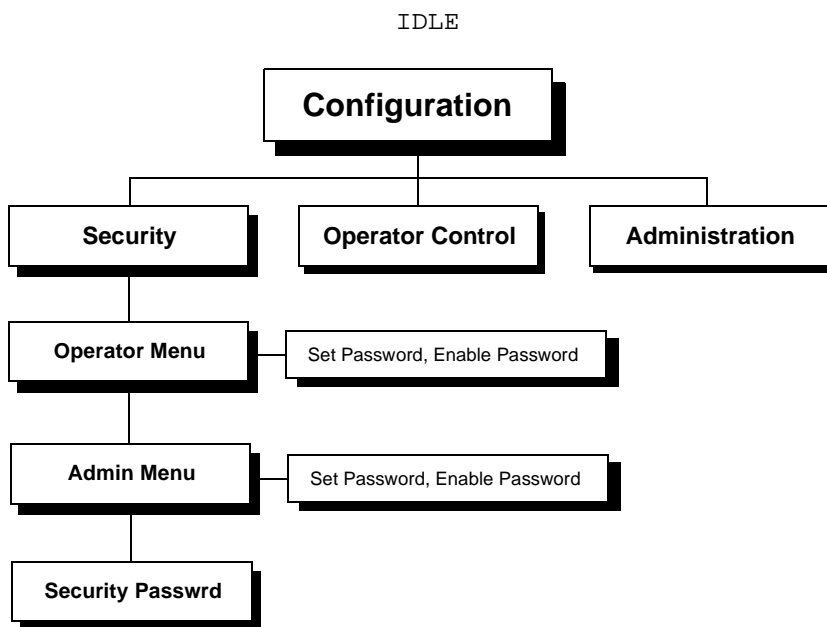 IDLE
Configuration
Security
Operator Control
Administration
Operator Menu
Set Password, Enable Password
Admin Menu
Set Password, Enable Password
Security Passwrd